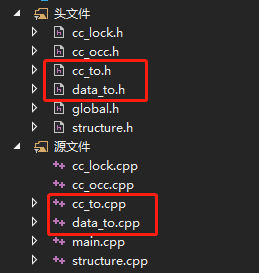 头文件
cc_lock.h
cc_occ.h
cc_to.h
data_to.h
global.h
structure.h
源文件
cc_lock.cpp
cc_occ.cpp
cc_to.cpp
data_to.cpp
main.cpp
structure.cpp